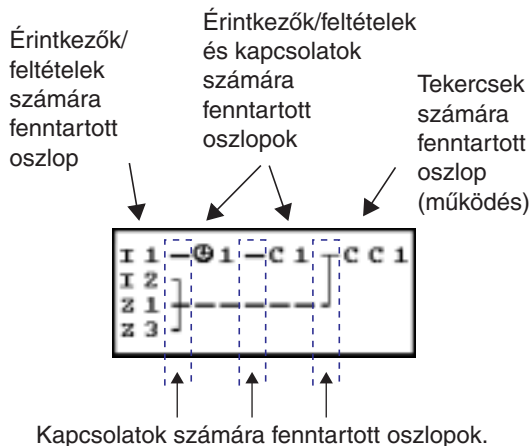 Érintkezők/
feltételek
számára
fenntartott
oszlop
Érintkezők/feltételek
és kapcsolatok
számára
fenntartott
oszlopok
Tekercsek
számára
fenntartott
oszlop
(működés)
I 1 1 C 1 C C 1
I 2
Z 1
Z 3
Kapcsolatok számára fenntartott oszlopok.